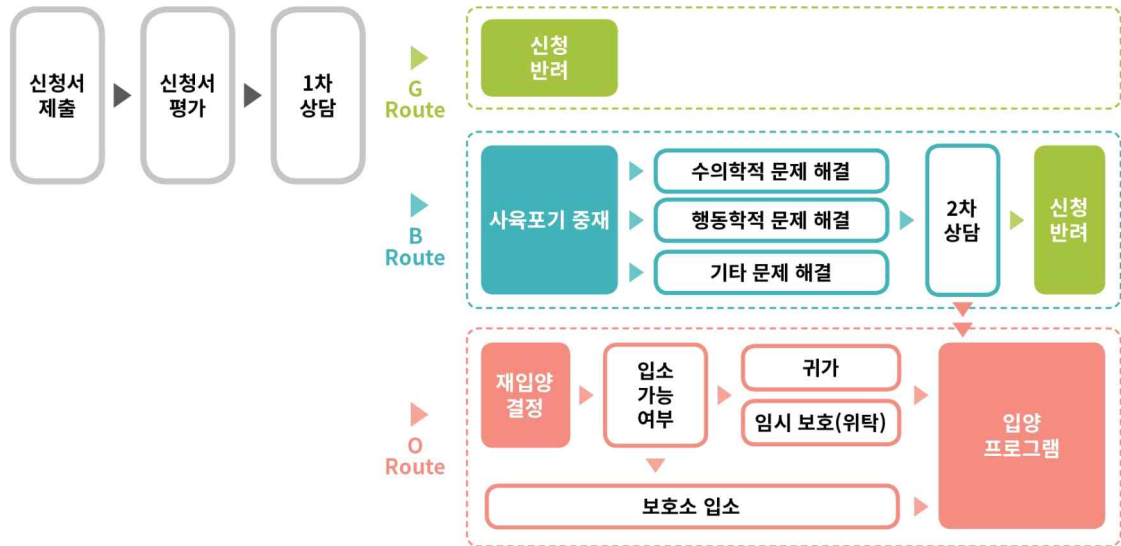 신청서
제출
신청서
평가
1차
상담
G
Route
신청
반려
B
Route
사육포기 중재
수의학적 문제 해결
행동학적 문제 해결
기타 문제 해결
2차
상담
신청
반려
O
Route
재입양
결정
입소
가능
여부
귀가
임시 보호(위탁)
보호소 입소
입양
프로그램